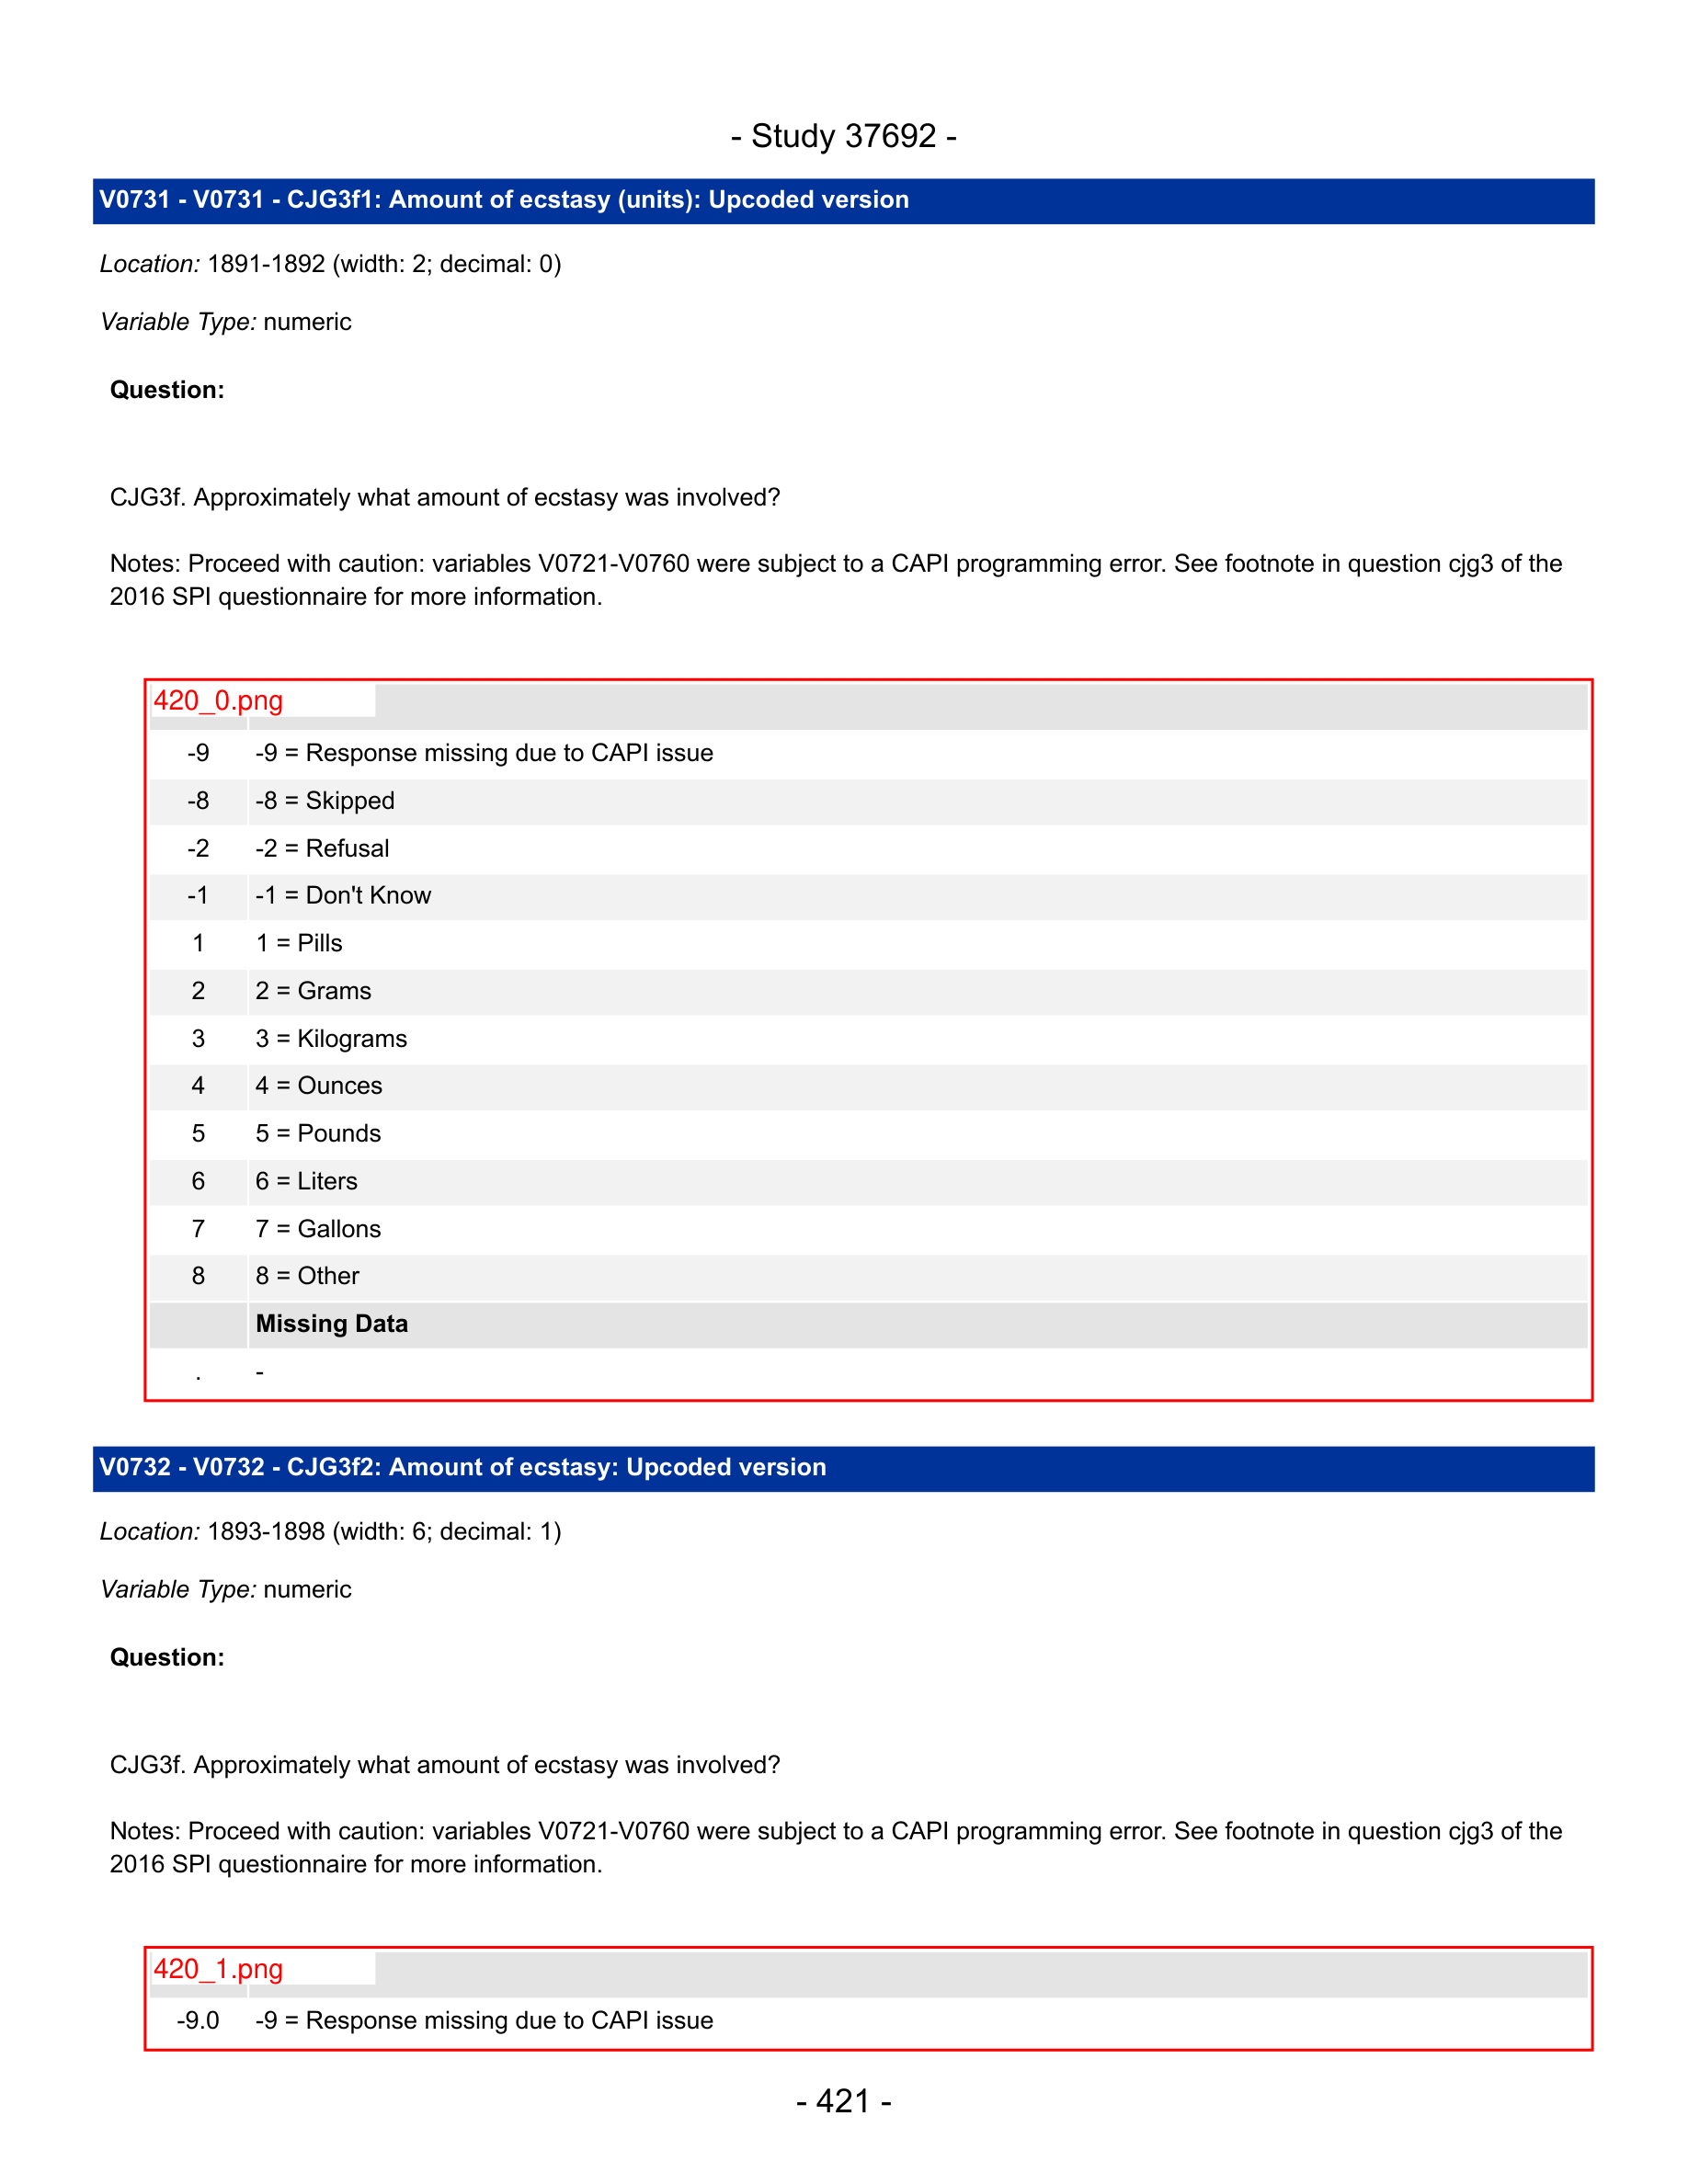 - Study 37692 -
V0731 - V0731 - CJG3f1: Amount of ecstasy (units): Upcoded version
Location: 1891-1892 (width: 2; decimal: 0)
Variable Type: numeric
Question:
CJG3f. Approximately what amount of ecstasy was involved?
Notes: Proceed with caution: variables V0721-V0760 were subject to a CAPI programming error. See footnote in question cjg3 of the
2016 SPI questionnaire for more information.
420_0.png
-9 -9 = Response missing due to CAPI issue
-8 -8 = Skipped
-2 -2 = Refusal
-1 -1 = Don't Know
1 1 = Pills
2 2 = Grams
3 3 = Kilograms
4 4 = Ounces
5 5 = Pounds
6 6 = Liters
7 7 = Gallons
8 8 = Other
Missing Data
. -
V0732 - V0732 - CJG3f2: Amount of ecstasy: Upcoded version
Location: 1893-1898 (width: 6; decimal: 1)
Variable Type: numeric
Question:
CJG3f. Approximately what amount of ecstasy was involved?
Notes: Proceed with caution: variables V0721-V0760 were subject to a CAPI programming error. See footnote in question cjg3 of the
2016 SPI questionnaire for more information.
420_1.png
-9.0 -9 = Response missing due to CAPI issue
- 421 -